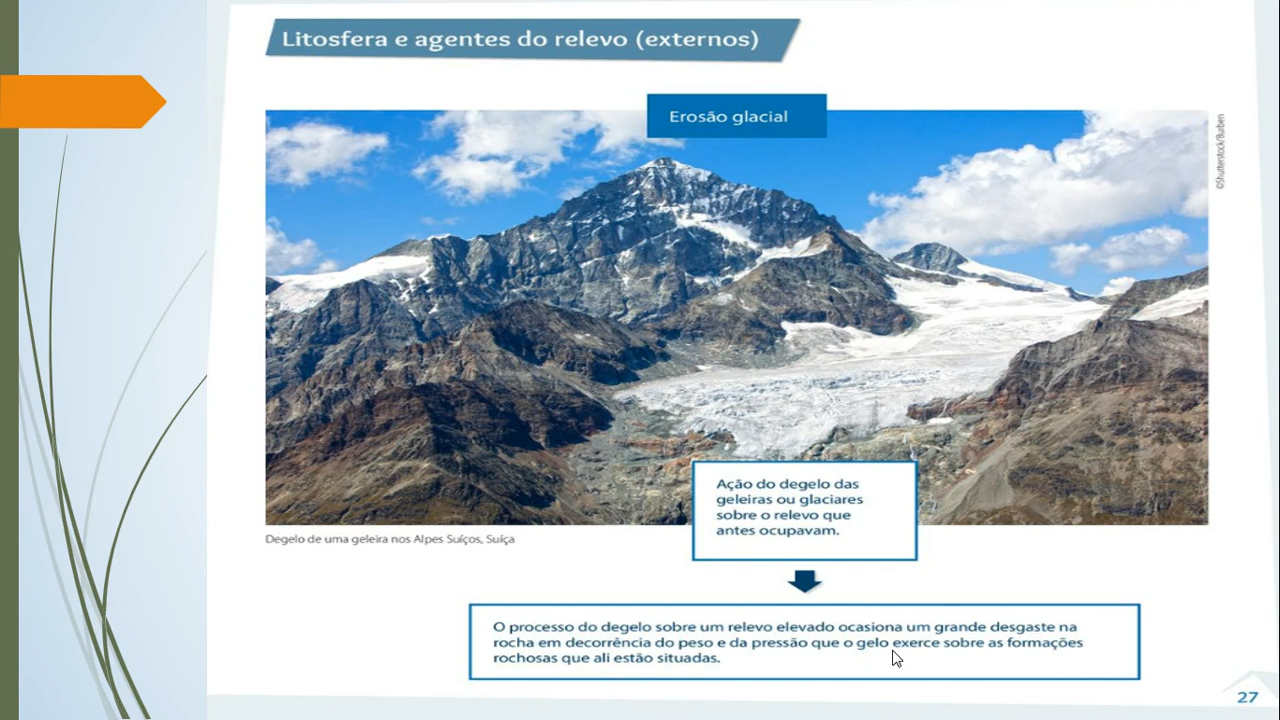 Litosfera e agentes do relevo (externos)
Erosão glacial
©Shutterstock/Burben
Degelo de uma geleira nos Alpes Suíços, Suíça
Ação do degelo das
geleiras ou glaciares
sobre o relevo que
antes ocupavam.
O processo do degelo sobre um relevo elevado ocasiona um grande desgaste na
rocha em decorrência do peso e da pressão que o gelo exerce sobre as formações
rochosas que ali estão situadas.
27